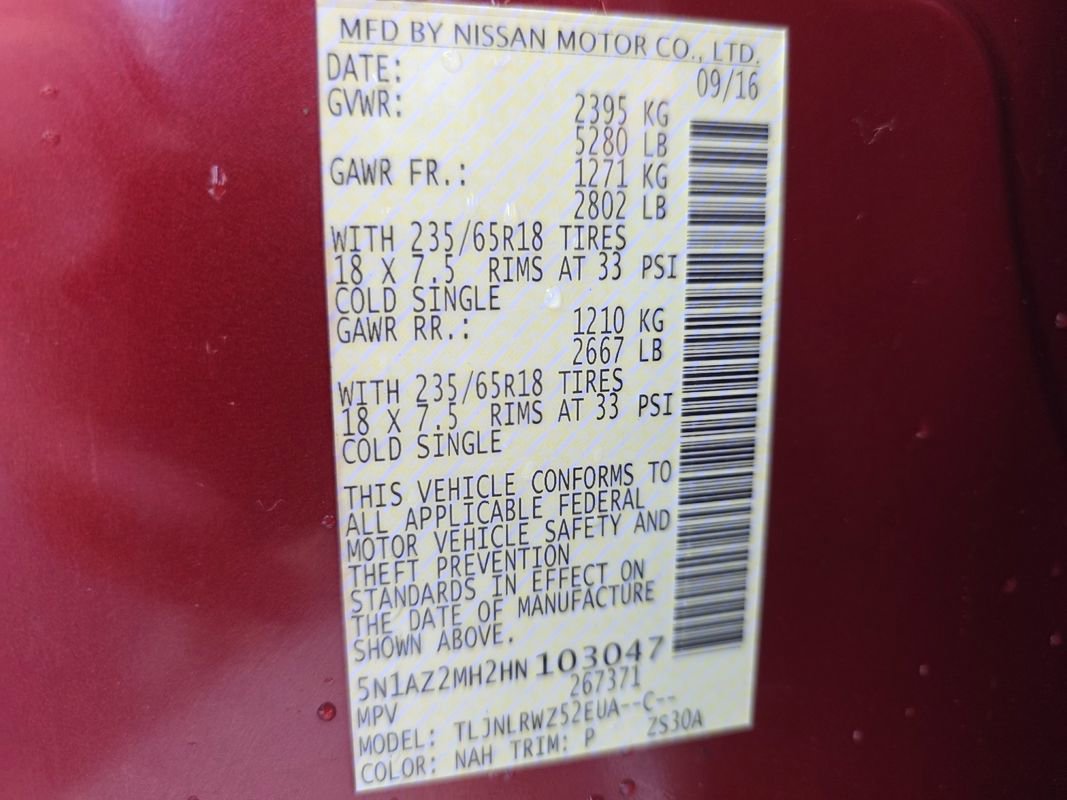 MFD BY NISSAN MOTOR CO., LTD.
DATE: 09/16
GVWR: 2395 KG
5280 LB
GAWR FR.: 1271 KG
2802 LB
WITH 235/65R18 TIRES
18 X 7.5 RIMS AT 33 PSI
COLD SINGLE
GAWR RR.: 1210 KG
2667 LB
WITH 235/65R18 TIRES
18 X 7.5 RIMS AT 33 PSI
COLD SINGLE
THIS VEHICLE CONFORMS TO
ALL APPLICABLE FEDERAL
MOTOR VEHICLE SAFETY AND
THEFT PREVENTION
STANDARDS IN EFFECT ON
THE DATE OF MANUFACTURE
SHOWN ABOVE.
5N1AZ2MH2HN103047
MPV 267371
MODEL: TLJNLRWZ52EUA--C--
COLOR: NAH TRIM: P ZS30A